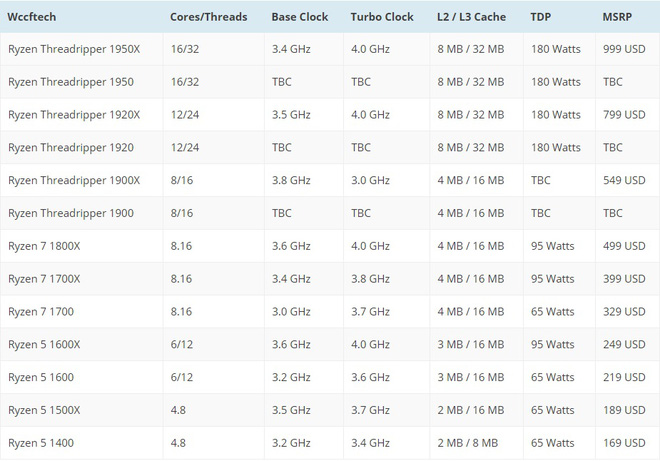 Wccftech Cores/Threads Base Clock Turbo Clock L2 / L3 Cache TDP MSRP
Ryzen Threadripper 1950X 16/32 3.4 GHz 4.0 GHz 8 MB / 32 MB 180 Watts 999 USD
Ryzen Threadripper 1950 16/32 TBC TBC 8 MB / 32 MB 180 Watts TBC
Ryzen Threadripper 1920X 12/24 3.5 GHz 4.0 GHz 8 MB / 32 MB 180 Watts 799 USD
Ryzen Threadripper 1920 12/24 TBC TBC 8 MB / 32 MB 180 Watts TBC
Ryzen Threadripper 1900X 8/16 3.8 GHz 3.0 GHz 4 MB / 16 MB TBC 549 USD
Ryzen Threadripper 1900 8/16 TBC TBC 4 MB / 16 MB TBC TBC
Ryzen 7 1800X 8.16 3.6 GHz 4.0 GHz 4 MB / 16 MB 95 Watts 499 USD
Ryzen 7 1700X 8.16 3.4 GHz 3.8 GHz 4 MB / 16 MB 95 Watts 399 USD
Ryzen 7 1700 8.16 3.0 GHz 3.7 GHz 4 MB / 16 MB 65 Watts 329 USD
Ryzen 5 1600X 6/12 3.6 GHz 4.0 GHz 3 MB / 16 MB 95 Watts 249 USD
Ryzen 5 1600 6/12 3.2 GHz 3.6 GHz 3 MB / 16 MB 65 Watts 219 USD
Ryzen 5 1500X 4.8 3.5 GHz 3.7 GHz 2 MB / 16 MB 65 Watts 189 USD
Ryzen 5 1400 4.8 3.2 GHz 3.4 GHz 2 MB / 8 MB 65 Watts 169 USD